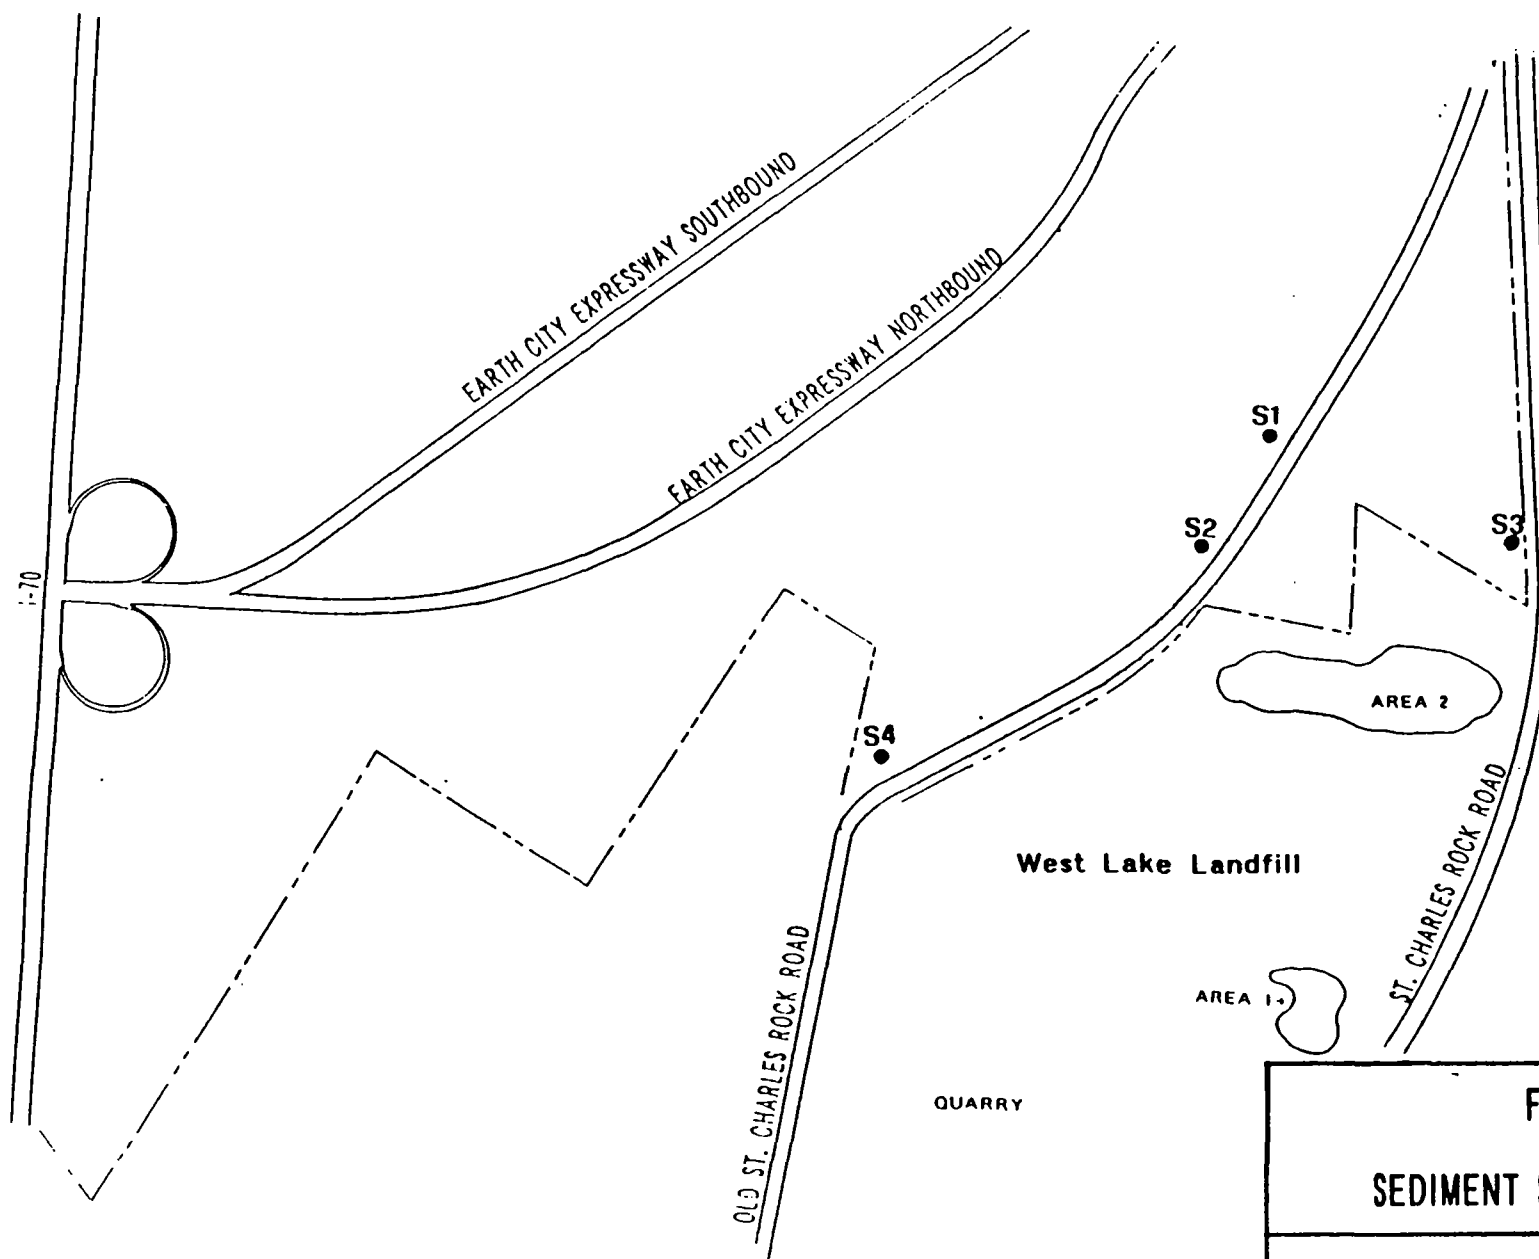 EARTH CITY EXPRESSWAY SOUTHBOUND
EARTH CITY EXPRESSWAY NORTHBOUND
S1
S2
S3
I-70
AREA 2
S4
ST. CHARLES ROCK ROAD
West Lake Landfill
AREA 1
OLD ST. CHARLES ROCK ROAD
QUARRY
SEDIMENT